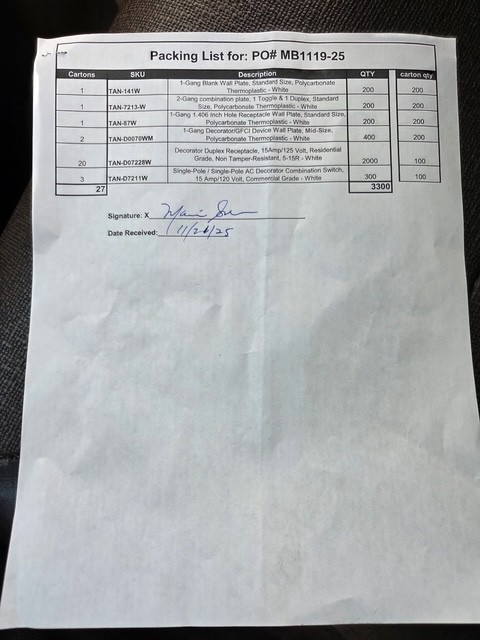 Packing List for: PO# MB1119-25
Cartons SKU Description QTY carton qty
1 TAN-141W 1-Gang Blank Wall Plate, Standard Size, Polycarbonate Thermoplastic - White 200 200
1 TAN-7213-W 2-Gang combination plate, 1 Toggle & 1 Duplex, Standard Size, Polycarbonate Thermoplastic - White 200 200
1 TAN-87W 1-Gang 1.406 Inch Hole Receptacle Wall Plate, Standard Size, Polycarbonate Thermoplastic - White 200 200
2 TAN-D0070WM 1-Gang Decorator/GFCI Device Wall Plate, Mid-Size, Polycarbonate Thermoplastic - White 400 200
20 TAN-D07228W Decorator Duplex Receptacle, 15Amp/125 Volt, Residential Grade, Non Tamper-Resistant, 5-15R - White 2000 100
3 TAN-D7211W Single-Pole / Single-Pole AC Decorator Combination Switch, 15 Amp/120 Volt, Commercial Grade - White 300 100
27 3300
Signature: X
Date Received: 11/26/25